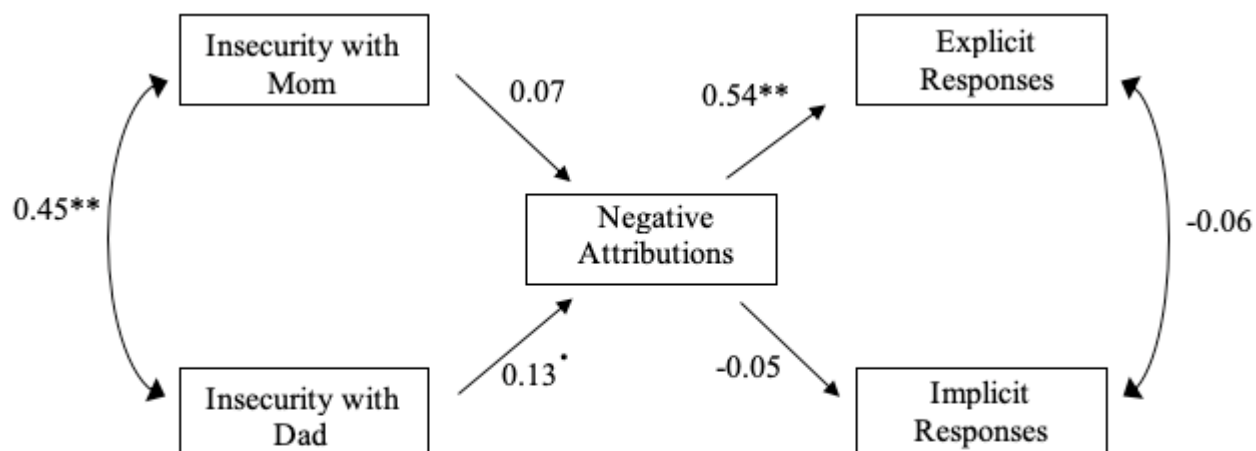 Insecurity with
Mom
Explicit
Responses
0.07
0.54**
0.45**
Negative
Attributions
-0.06
0.13•
-0.05
Insecurity with
Dad
Implicit
Responses